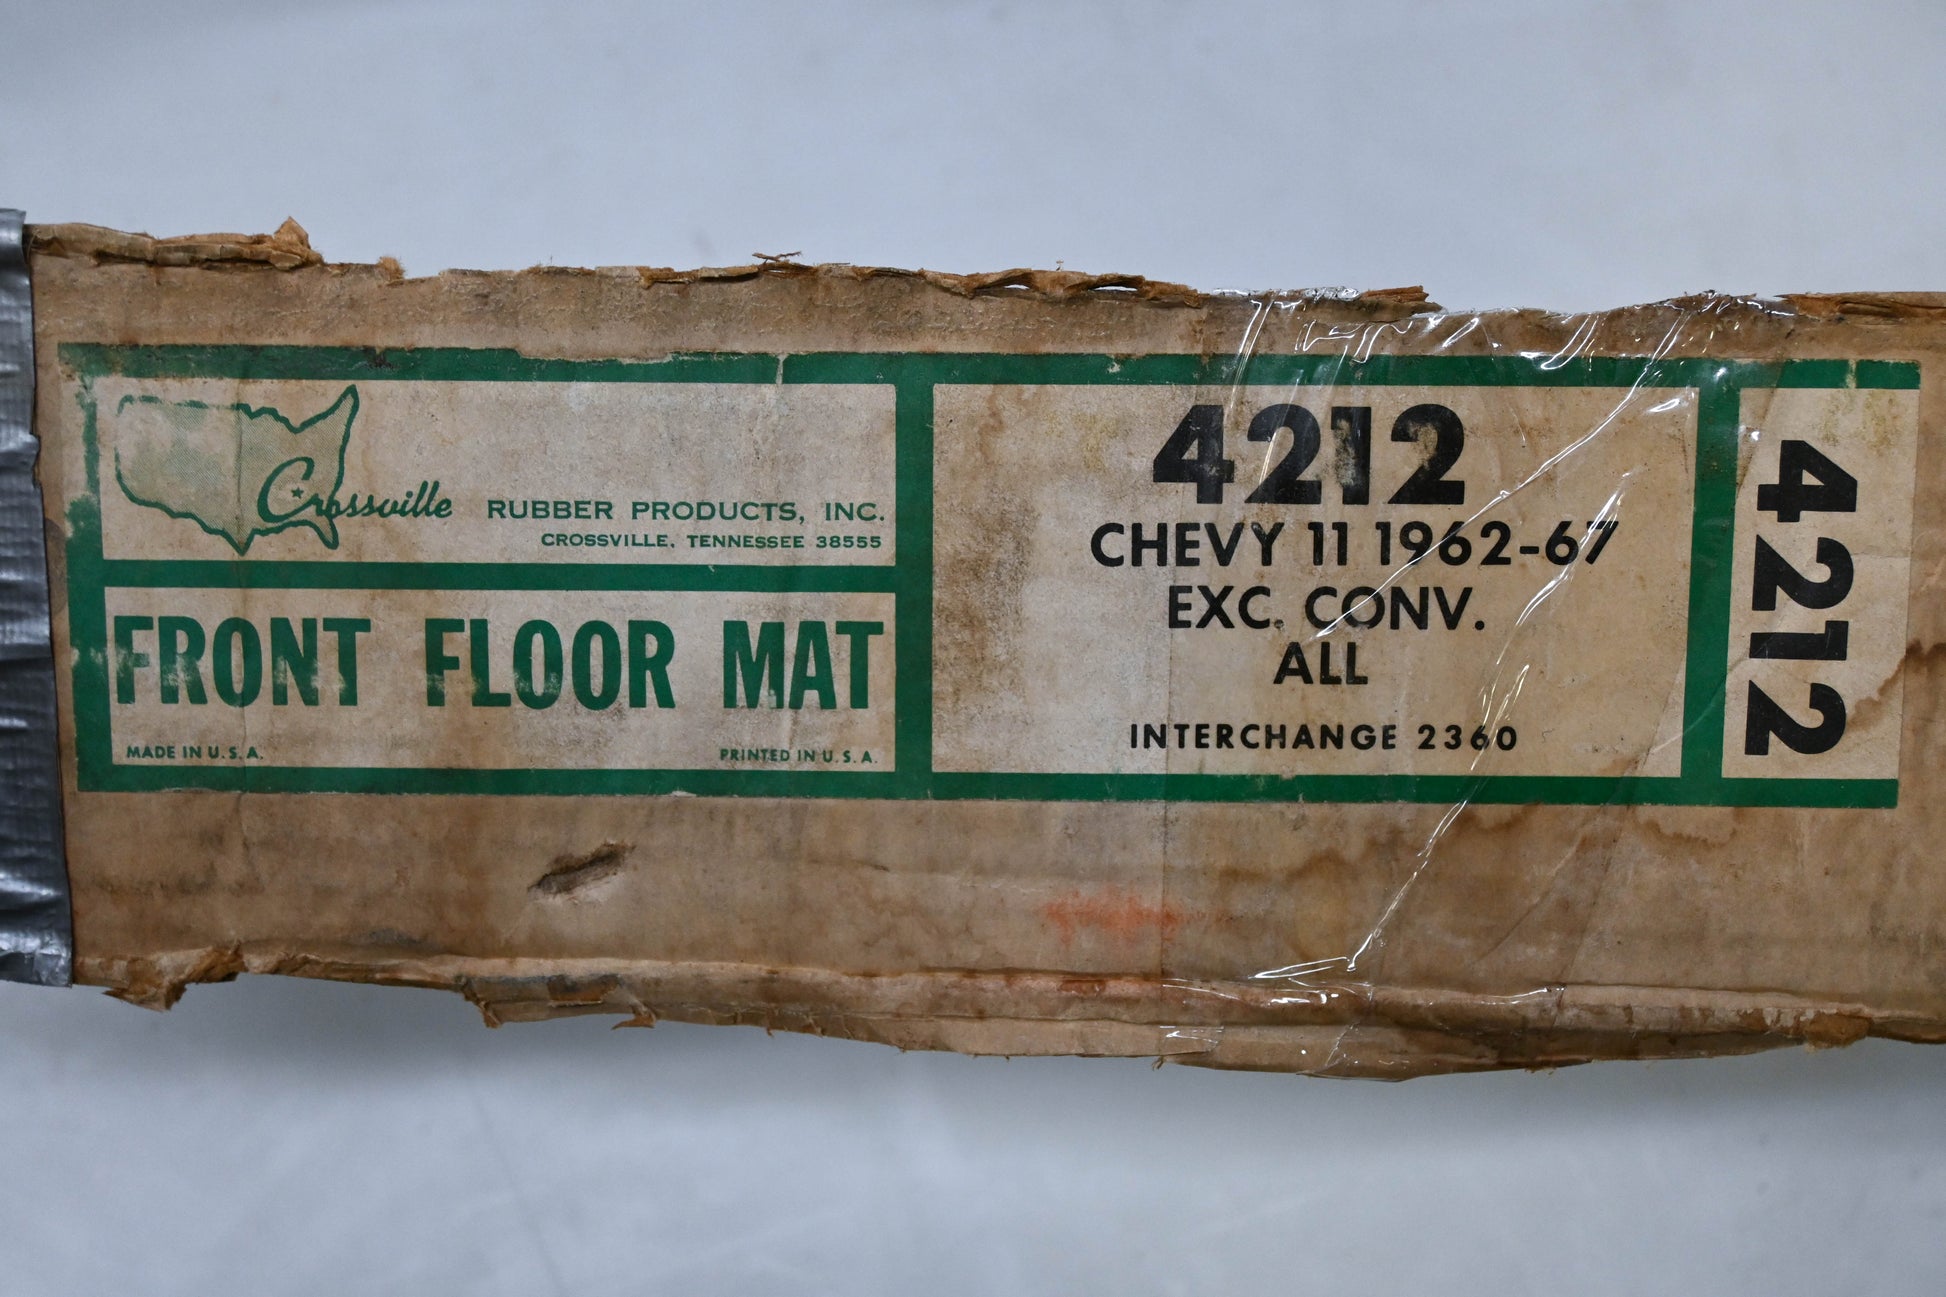 Crossville RUBBER PRODUCTS, INC.
CROSSVILLE, TENNESSEE 38555
FRONT FLOOR MAT
MADE IN U.S.A.
PRINTED IN U.S.A.
4212
CHEVY 11 1962-67
EXC. CONV.
ALL
INTERCHANGE 2360
4212